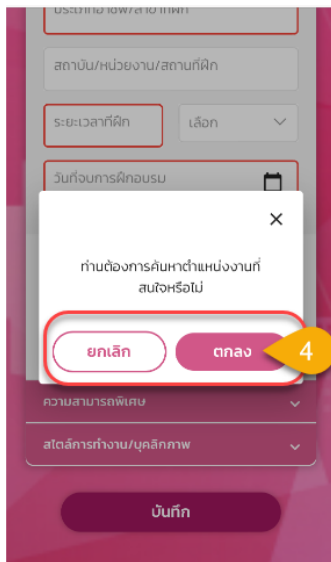 ประเภทอาชีพ/สาขาที่ฝึก
สถาบัน/หน่วยงาน/สถานที่ฝึก
ระยะเวลาที่ฝึก
เลือก
วันที่จบการฝึกอบรม
ท่านต้องการค้นหาตำแหน่งงานที่
สนใจหรือไม่
ยกเลิก
ตกลง
4
ความสามารถพิเศษ
สไตล์การทำงาน/บุคลิกภาพ
บันทึก